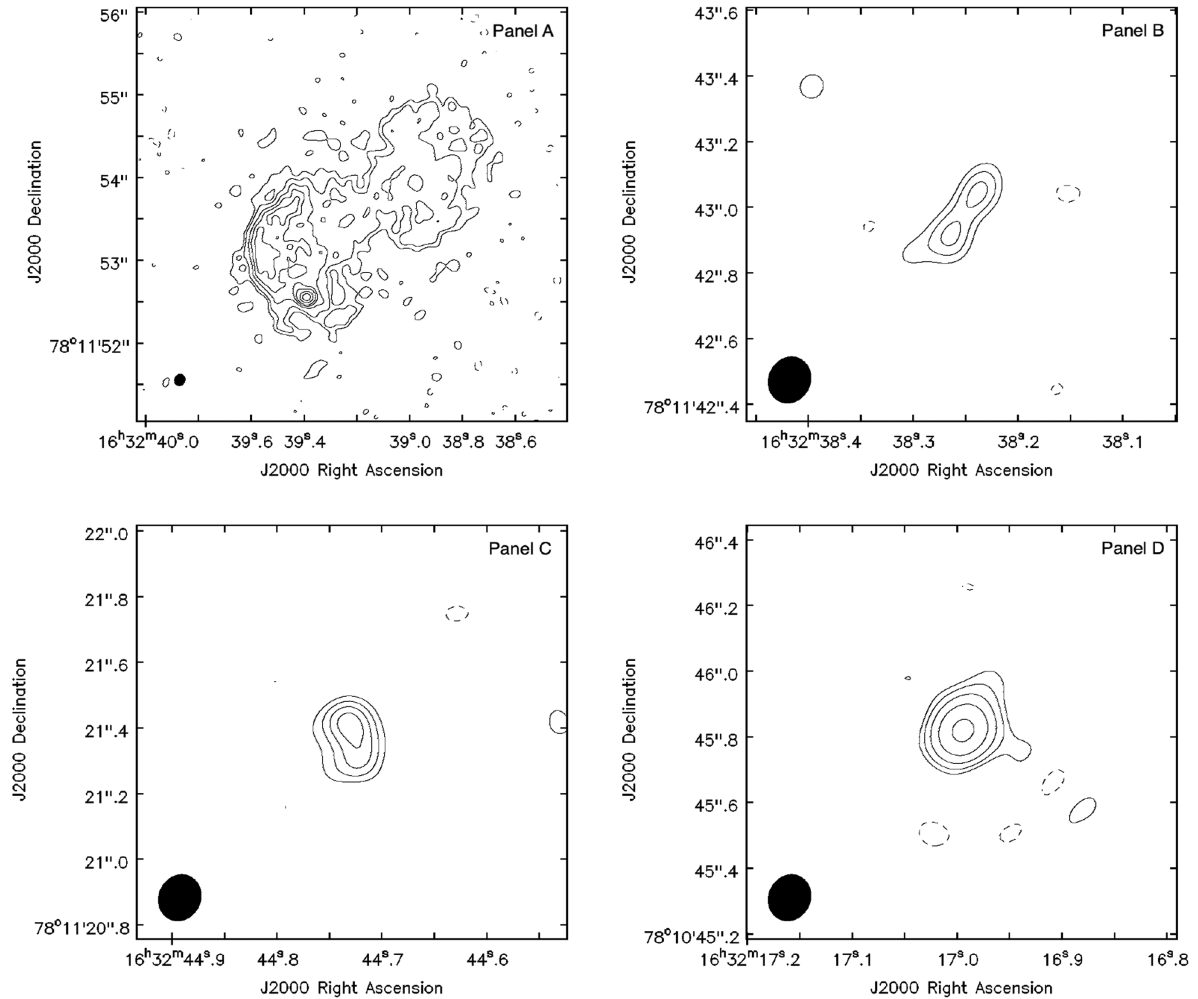 Panel A
56"
55"
54"
53"
78°11'52"
J2000 Declination
16ʰ32ᵐ40ˢ.0 39ˢ.6 39ˢ.4 39ˢ.0 38ˢ.8 38ˢ.6
J2000 Right Ascension
Panel B
43".6
43".4
43".2
43".0
42".8
42".6
78°11'42".4
J2000 Declination
16ʰ32ᵐ38ˢ.4 38ˢ.3 38ˢ.2 38ˢ.1
J2000 Right Ascension
Panel C
22".0
21".8
21".6
21".4
21".2
21".0
78°11'20".8
J2000 Declination
16ʰ32ᵐ44ˢ.9 44ˢ.8 44ˢ.7 44ˢ.6
J2000 Right Ascension
Panel D
46".4
46".2
46".0
45".8
45".6
45".4
78°10'45".2
J2000 Declination
16ʰ32ᵐ17ˢ.2 17ˢ.1 17ˢ.0 16ˢ.9 16ˢ.8
J2000 Right Ascension